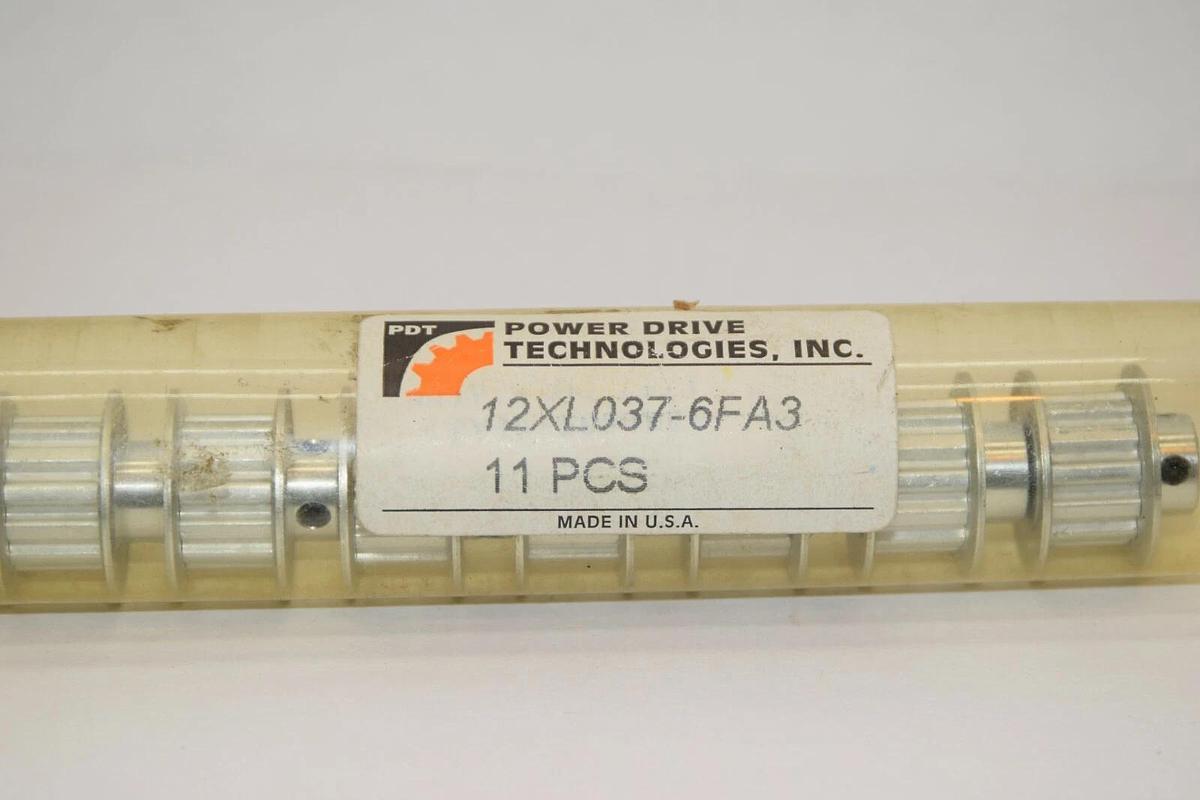 PDT
POWER DRIVE
TECHNOLOGIES, INC.
12XL037-6FA3
11 PCS
MADE IN U.S.A.